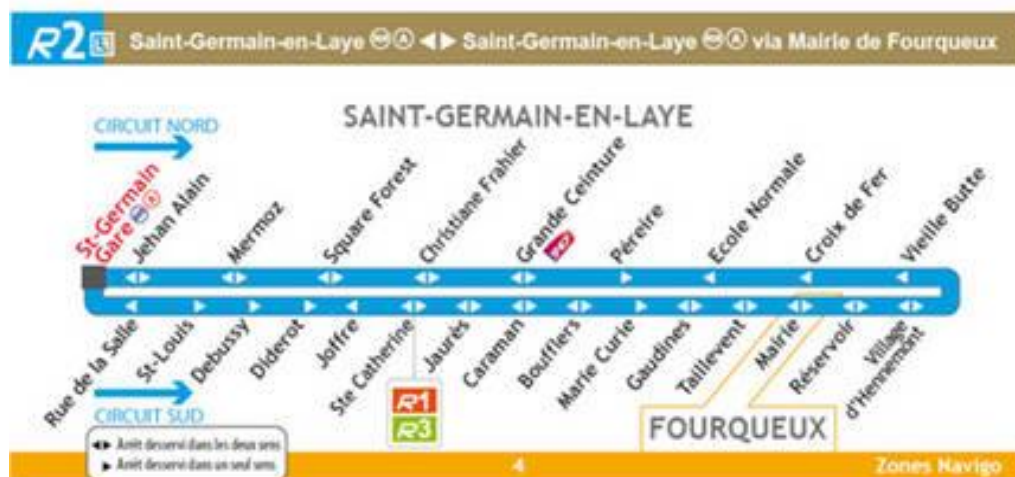 R2 Saint-Germain-en-Laye RER A ◄► Saint-Germain-en-Laye RER A via Mairie de Fourqueux
SAINT-GERMAIN-EN-LAYE
CIRCUIT NORD
St-Germain
Gare RER A
Jehan Alain
Mermoz
Square Forest
Christiane Frahier
Grande Ceinture
Péreire
Ecole Normale
Croix de Fer
Vieille Butte
Rue de la Salle
St-Louis
Debussy
Diderot
Joffre
Ste Catherine
Jaurès
Caraman
Boufflers
Marie Curie
Gaudines
Taillevent
Mairie
Réservoir
Village
d'Hennemont
R1
R3
FOURQUEUX
CIRCUIT SUD
◄► Arrêt desservi dans les deux sens
► Arrêt desservi dans un seul sens
4
Zones Navigo